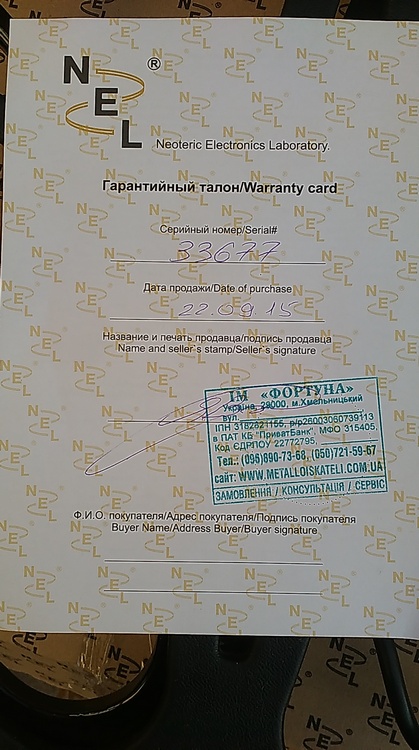 NEL®
Neoteric Electronics Laboratory.
Гарантийный талон/Warranty card
Серийный номер/Serial#
33677
Дата продажи/Date of purchase
22.09.15
Название и печать продавца/подпись продавца
Name and seller`s stamp/Seller`s signature
ІМ «ФОРТУНА»
Україна, 29000, м.Хмельницький
вул.
ІПН 3182821155, р/р26003060739113
в ПАТ КБ "ПриватБанк", МФО 315405,
Код ЄДРПОУ 22772795,
Тел.: (096)890-73-68, (050)721-59-67
сайт: WWW.METALLOISKATELI.COM.UA
ЗАМОВЛЕННЯ / КОНСУЛЬТАЦІЯ / СЕРВІС
Ф.И.О. покупателя/Адрес покупателя/Подпись покупателя
Buyer Name/Address Buyer/Buyer signature